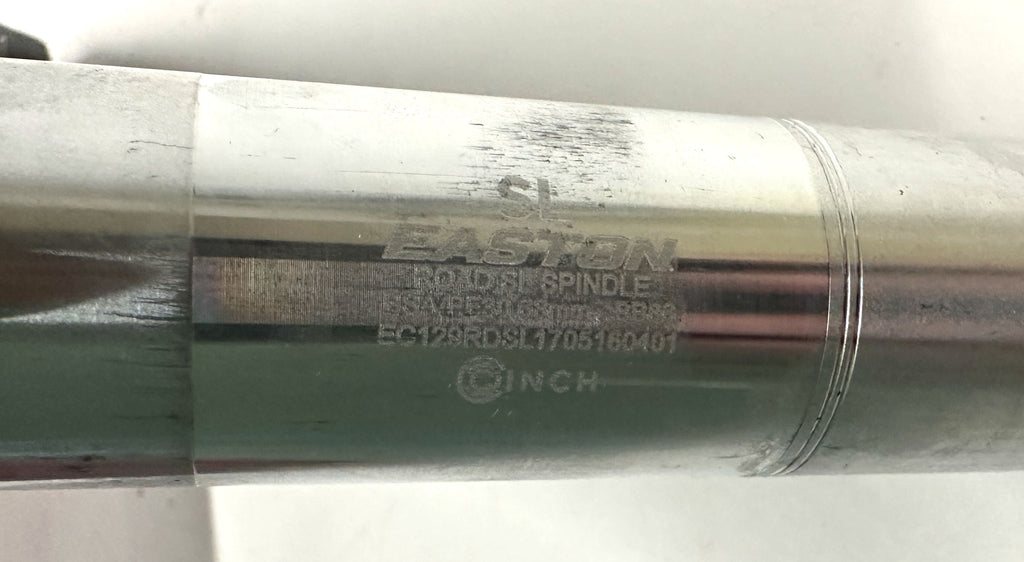 SL
EASTON
ROAD SL SPINDLE
EC129RDSL1705160401
CINCH